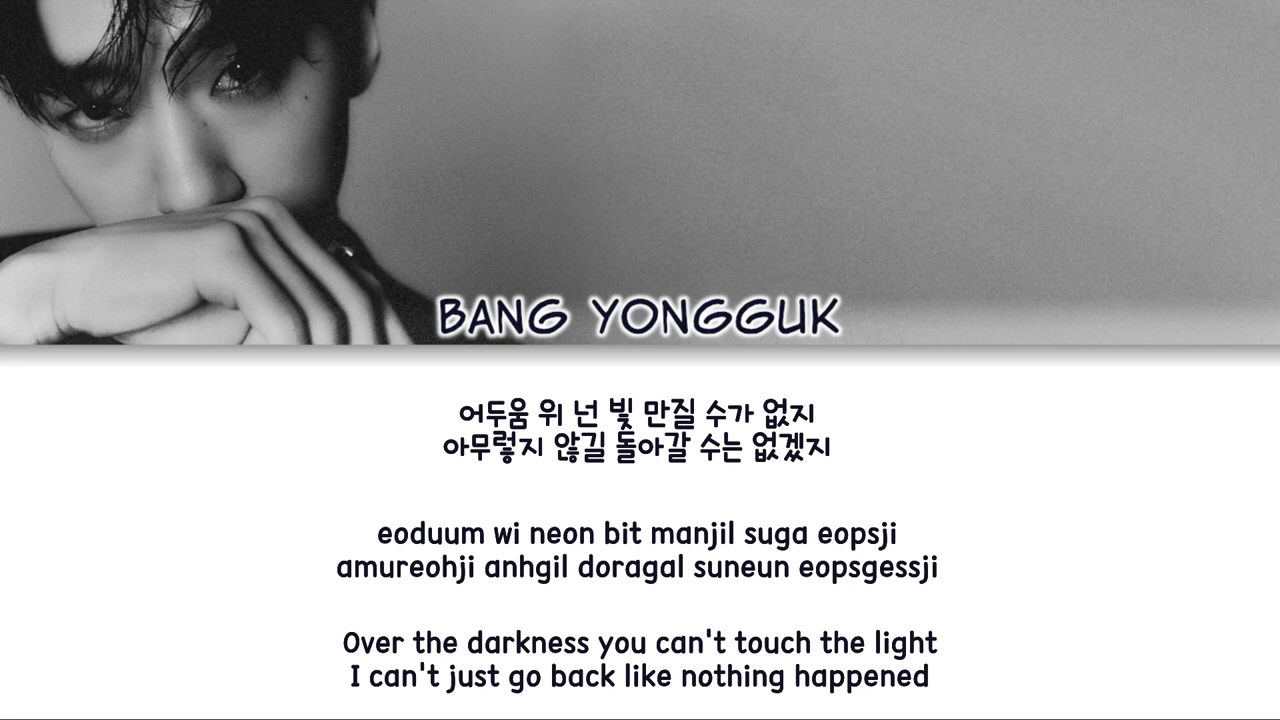 BANG YONGGUK
어두움 위 넌 빛 만질 수가 없지
아무렇지 않길 돌아갈 수는 없겠지
eoduum wi neon bit manjil suga eopsji
amureohji anhgil doragal suneun eopsgessji
Over the darkness you can't touch the light
I can't just go back like nothing happened